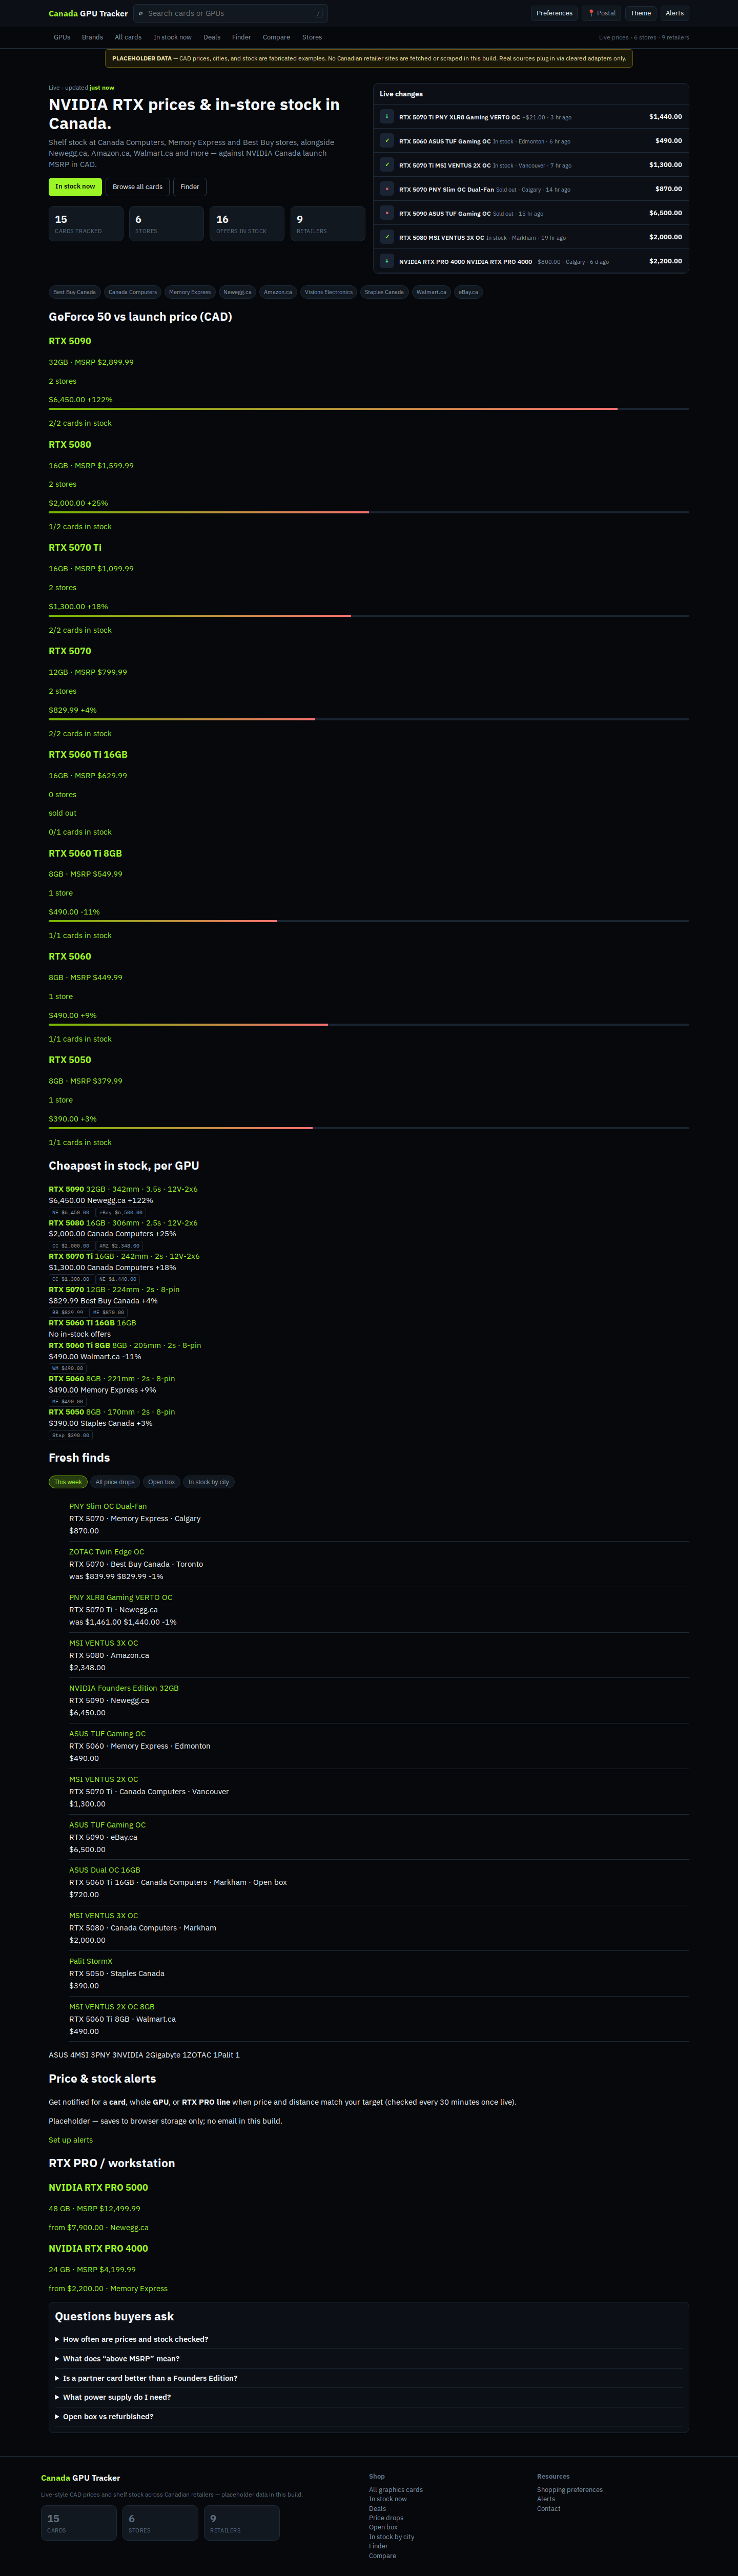 Canada GPU Tracker
Search cards or GPUs
/
Preferences
📍 Postal
Theme
Alerts
GPUs
Brands
All cards
In stock now
Deals
Finder
Compare
Stores
Live prices · 6 stores · 9 retailers
PLACEHOLDER DATA — CAD prices, cities, and stock are fabricated examples. No Canadian retailer sites are fetched or scraped in this build. Real sources plug in via cleared adapters only.
Live · updated just now
NVIDIA RTX prices & in-store stock in
Canada.
Shelf stock at Canada Computers, Memory Express and Best Buy stores, alongside
Newegg.ca, Amazon.ca, Walmart.ca and more — against NVIDIA Canada launch
MSRP in CAD.
In stock now
Browse all cards
Finder
15
CARDS TRACKED
6
STORES
16
OFFERS IN STOCK
9
RETAILERS
Live changes
↓ RTX 5070 Ti PNY XLR8 Gaming VERTO OC −$21.00 · 3 hr ago $1,440.00
✓ RTX 5060 ASUS TUF Gaming OC In stock · Edmonton · 6 hr ago $490.00
✓ RTX 5070 Ti MSI VENTUS 2X OC In stock · Vancouver · 7 hr ago $1,300.00
× RTX 5070 PNY Slim OC Dual-Fan Sold out · Calgary · 14 hr ago $870.00
× RTX 5090 ASUS TUF Gaming OC Sold out · 15 hr ago $6,500.00
✓ RTX 5080 MSI VENTUS 3X OC In stock · Markham · 19 hr ago $2,000.00
↓ NVIDIA RTX PRO 4000 NVIDIA RTX PRO 4000 −$800.00 · Calgary · 6 d ago $2,200.00
Best Buy Canada
Canada Computers
Memory Express
Newegg.ca
Amazon.ca
Visions Electronics
Staples Canada
Walmart.ca
eBay.ca
GeForce 50 vs launch price (CAD)
RTX 5090
32GB · MSRP $2,899.99
2 stores
$6,450.00 +122%
2/2 cards in stock
RTX 5080
16GB · MSRP $1,599.99
2 stores
$2,000.00 +25%
1/2 cards in stock
RTX 5070 Ti
16GB · MSRP $1,099.99
2 stores
$1,300.00 +18%
2/2 cards in stock
RTX 5070
12GB · MSRP $799.99
2 stores
$829.99 +4%
2/2 cards in stock
RTX 5060 Ti 16GB
16GB · MSRP $629.99
0 stores
sold out
0/1 cards in stock
RTX 5060 Ti 8GB
8GB · MSRP $549.99
1 store
$490.00 -11%
1/1 cards in stock
RTX 5060
8GB · MSRP $449.99
1 store
$490.00 +9%
1/1 cards in stock
RTX 5050
8GB · MSRP $379.99
1 store
$390.00 +3%
1/1 cards in stock
Cheapest in stock, per GPU
RTX 5090 32GB · 342mm · 3.5s · 12V-2x6
$6,450.00 Newegg.ca +122%
NE $6,450.00 eBay $6,500.00
RTX 5080 16GB · 306mm · 2.5s · 12V-2x6
$2,000.00 Canada Computers +25%
CC $2,000.00 AMZ $2,348.00
RTX 5070 Ti 16GB · 242mm · 2s · 12V-2x6
$1,300.00 Canada Computers +18%
CC $1,300.00 NE $1,440.00
RTX 5070 12GB · 224mm · 2s · 8-pin
$829.99 Best Buy Canada +4%
BB $829.99 ME $870.00
RTX 5060 Ti 16GB 16GB
No in-stock offers
RTX 5060 Ti 8GB 8GB · 205mm · 2s · 8-pin
$490.00 Walmart.ca -11%
WM $490.00
RTX 5060 8GB · 221mm · 2s · 8-pin
$490.00 Memory Express +9%
ME $490.00
RTX 5050 8GB · 170mm · 2s · 8-pin
$390.00 Staples Canada +3%
Stap $390.00
Fresh finds
This week
All price drops
Open box
In stock by city
PNY Slim OC Dual-Fan
RTX 5070 · Memory Express · Calgary
$870.00
ZOTAC Twin Edge OC
RTX 5070 · Best Buy Canada · Toronto
was $839.99 $829.99 -1%
PNY XLR8 Gaming VERTO OC
RTX 5070 Ti · Newegg.ca
was $1,461.00 $1,440.00 -1%
MSI VENTUS 3X OC
RTX 5080 · Amazon.ca
$2,348.00
NVIDIA Founders Edition 32GB
RTX 5090 · Newegg.ca
$6,450.00
ASUS TUF Gaming OC
RTX 5060 · Memory Express · Edmonton
$490.00
MSI VENTUS 2X OC
RTX 5070 Ti · Canada Computers · Vancouver
$1,300.00
ASUS TUF Gaming OC
RTX 5090 · eBay.ca
$6,500.00
ASUS Dual OC 16GB
RTX 5060 Ti 16GB · Canada Computers · Markham · Open box
$720.00
MSI VENTUS 3X OC
RTX 5080 · Canada Computers · Markham
$2,000.00
Palit StormX
RTX 5050 · Staples Canada
$390.00
MSI VENTUS 2X OC 8GB
RTX 5060 Ti 8GB · Walmart.ca
$490.00
ASUS 4MSI 3PNY 3NVIDIA 2Gigabyte 1ZOTAC 1Palit 1
Price & stock alerts
Get notified for a card, whole GPU, or RTX PRO line when price and distance match your target (checked every 30 minutes once live).
Placeholder — saves to browser storage only; no email in this build.
Set up alerts
RTX PRO / workstation
NVIDIA RTX PRO 5000
48 GB · MSRP $12,499.99
from $7,900.00 · Newegg.ca
NVIDIA RTX PRO 4000
24 GB · MSRP $4,199.99
from $2,200.00 · Memory Express
Questions buyers ask
How often are prices and stock checked?
What does “above MSRP” mean?
Is a partner card better than a Founders Edition?
What power supply do I need?
Open box vs refurbished?
Canada GPU Tracker
Live-style CAD prices and shelf stock across Canadian retailers — placeholder data in this build.
15
CARDS
6
STORES
9
RETAILERS
Shop
All graphics cards
In stock now
Deals
Price drops
Open box
In stock by city
Finder
Compare
Resources
Shopping preferences
Alerts
Contact